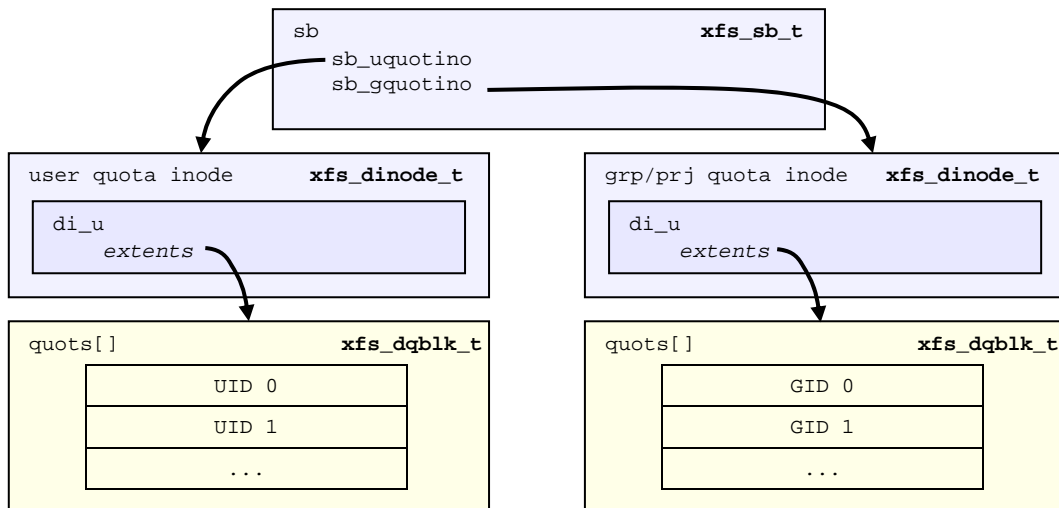 sb xfs_sb_t
sb_uquotino
sb_gquotino
user quota inode xfs_dinode_t
di_u
extents
quots[] xfs_dqblk_t
UID 0
UID 1
...
grp/prj quota inode xfs_dinode_t
di_u
extents
quots[] xfs_dqblk_t
GID 0
GID 1
...